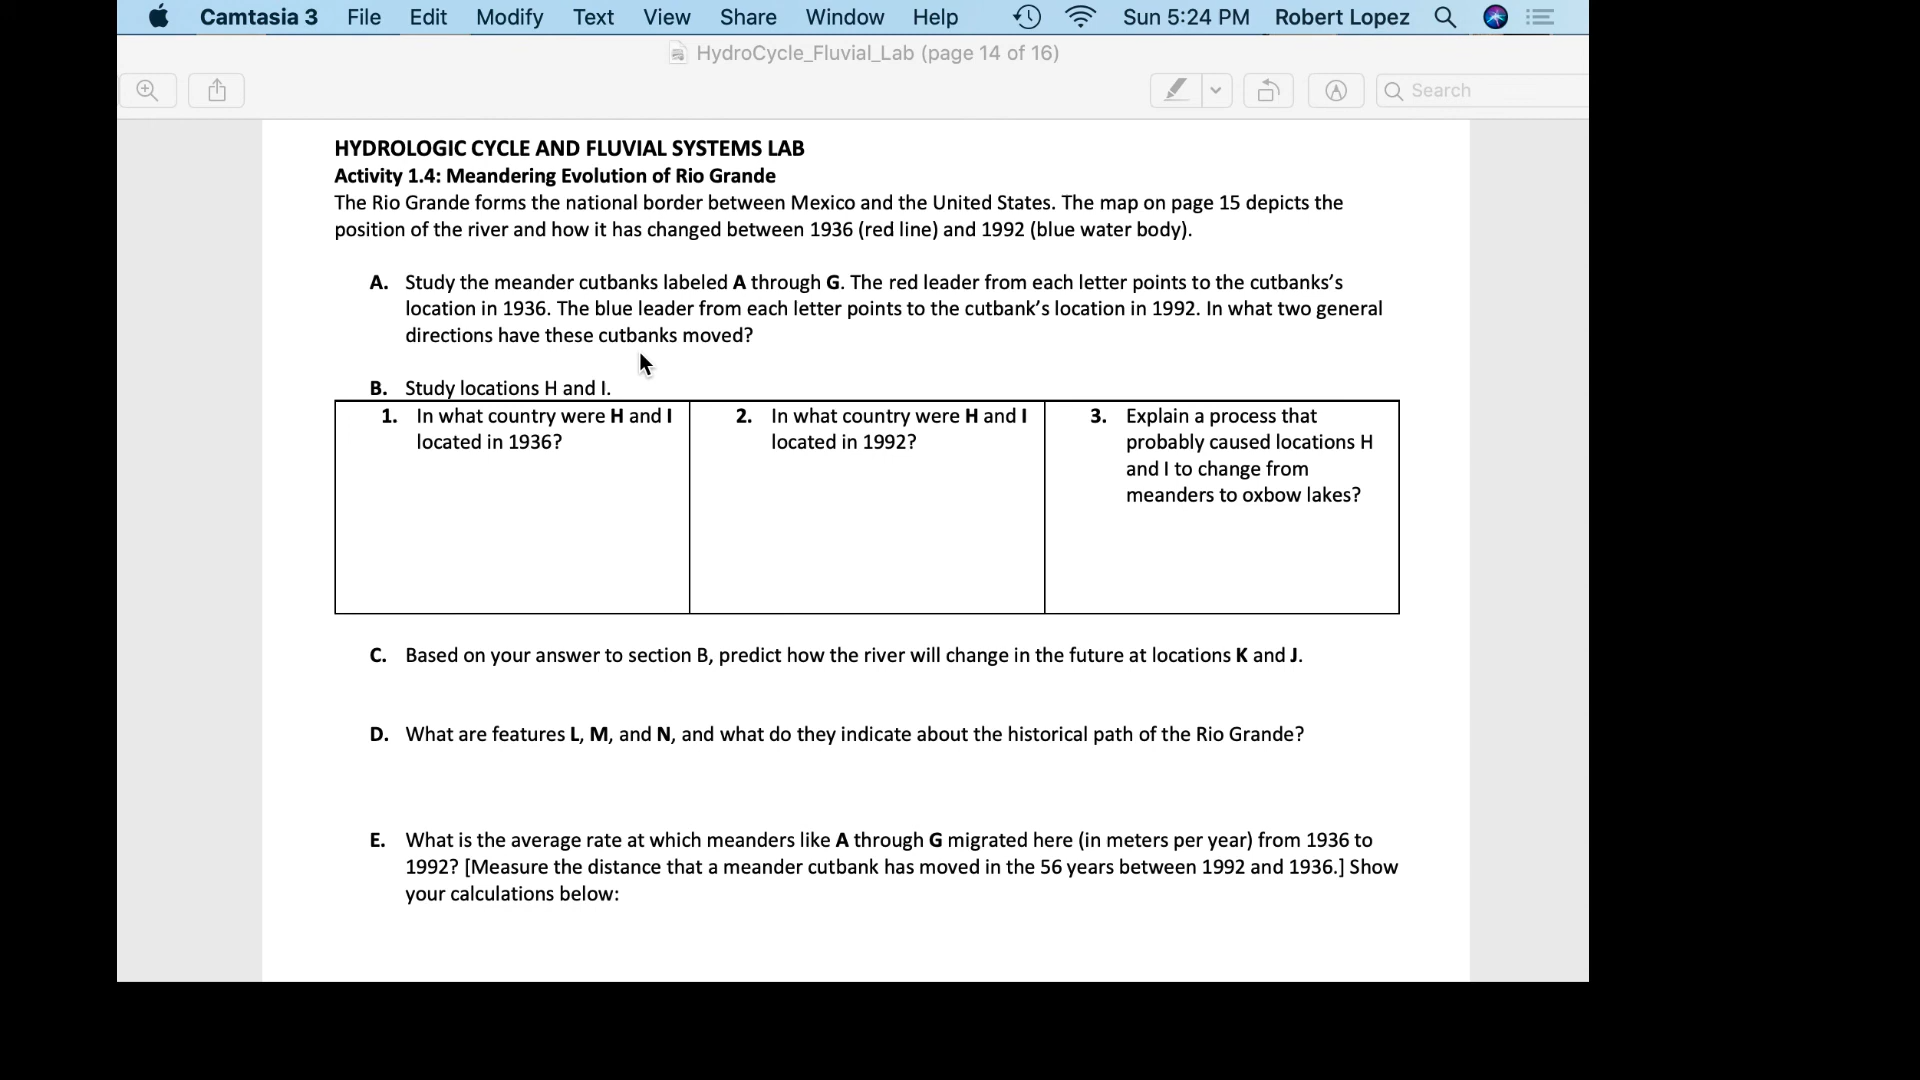 Camtasia 3 File Edit Modify Text View Share Window Help Sun 5:24 PM Robert Lopez
HydroCycle_Fluvial_Lab (page 14 of 16)
Search
HYDROLOGIC CYCLE AND FLUVIAL SYSTEMS LAB
Activity 1.4: Meandering Evolution of Rio Grande
The Rio Grande forms the national border between Mexico and the United States. The map on page 15 depicts the
position of the river and how it has changed between 1936 (red line) and 1992 (blue water body).
A. Study the meander cutbanks labeled A through G. The red leader from each letter points to the cutbanks's
location in 1936. The blue leader from each letter points to the cutbank's location in 1992. In what two general
directions have these cutbanks moved?
B. Study locations H and I.
1. In what country were H and I
located in 1936?
2. In what country were H and I
located in 1992?
3. Explain a process that
probably caused locations H
and I to change from
meanders to oxbow lakes?
C. Based on your answer to section B, predict how the river will change in the future at locations K and J.
D. What are features L, M, and N, and what do they indicate about the historical path of the Rio Grande?
E. What is the average rate at which meanders like A through G migrated here (in meters per year) from 1936 to
1992? [Measure the distance that a meander cutbank has moved in the 56 years between 1992 and 1936.] Show
your calculations below: